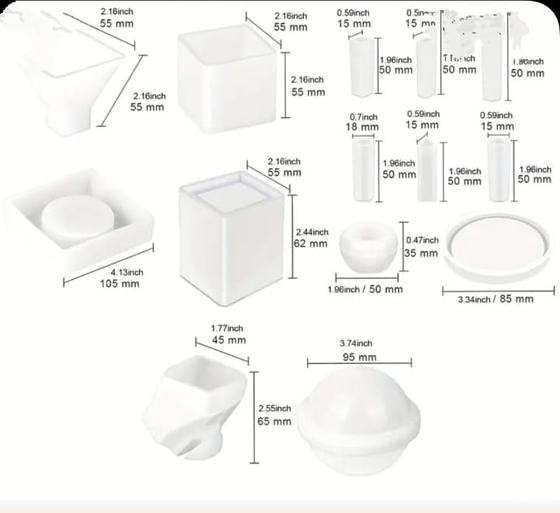 2.16inch
55 mm
2.16inch
55 mm
2.16inch
55 mm
2.16inch
55 mm
0.59inch
15 mm
1.96inch
50 mm
15 mm
50 mm
50 mm
0.7inch
18 mm
1.96inch
50 mm
0.59inch
15 mm
1.96inch
50 mm
0.59inch
15 mm
1.96inch
50 mm
4.13inch
105 mm
2.16inch
55 mm
2.44inch
62 mm
0.47inch
35 mm
1.96inch / 50 mm
3.34inch / 85 mm
1.77inch
45 mm
2.55inch
65 mm
3.74inch
95 mm